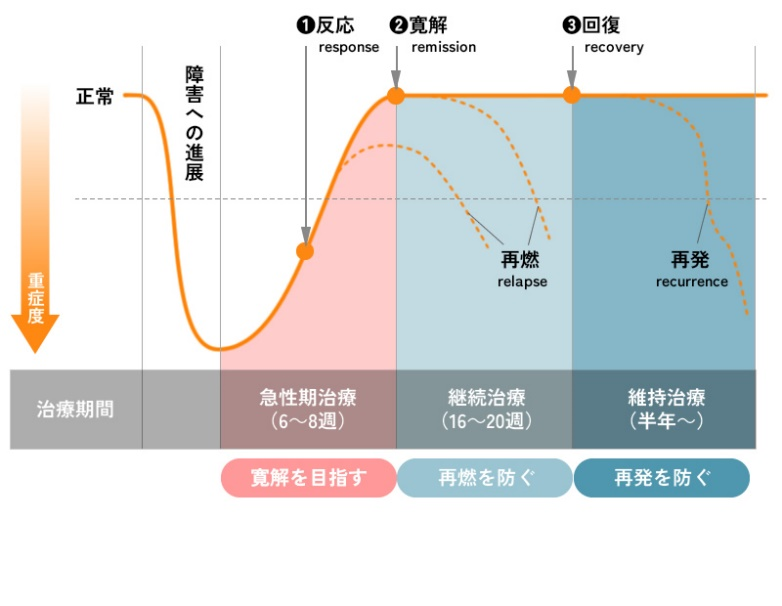 ❶反応
response
❷寛解
remission
❸回復
recovery
正常
障害への進展
重症度
再燃
relapse
再発
recurrence
治療期間
急性期治療
（6〜8週）
継続治療
（16〜20週）
維持治療
（半年〜）
寛解を目指す
再燃を防ぐ
再発を防ぐ